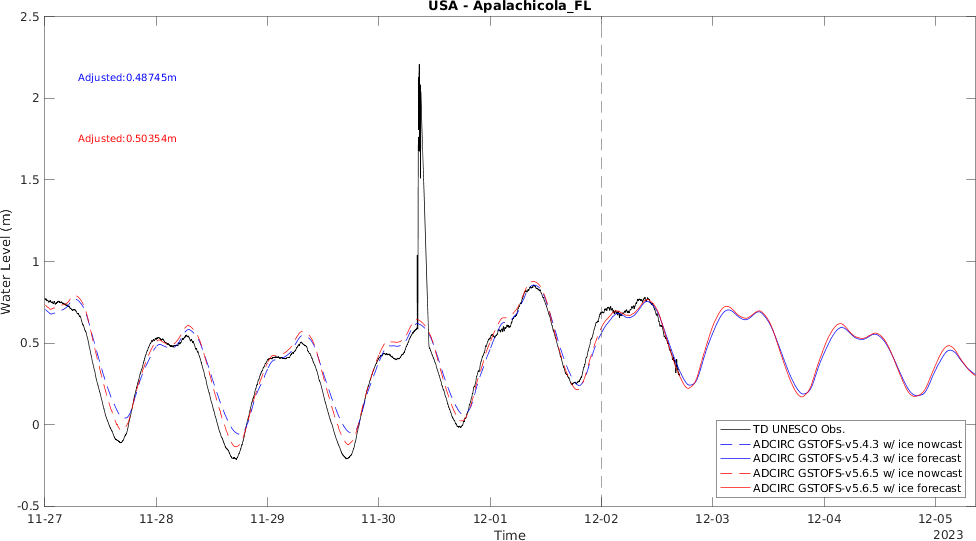 USA - Apalachicola_FL
2.5
Adjusted:0.48745m
2
Adjusted:0.50354m
1.5
1
Water Level (m)
0.5
0
-0.5
TD UNESCO Obs.
ADCIRC GSTOFS-v5.4.3 w/ ice nowcast
ADCIRC GSTOFS-v5.4.3 w/ ice forecast
ADCIRC GSTOFS-v5.6.5 w/ ice nowcast
ADCIRC GSTOFS-v5.6.5 w/ ice forecast
11-27 11-28 11-29 11-30 12-01 12-02 12-03 12-04 12-05
Time
2023